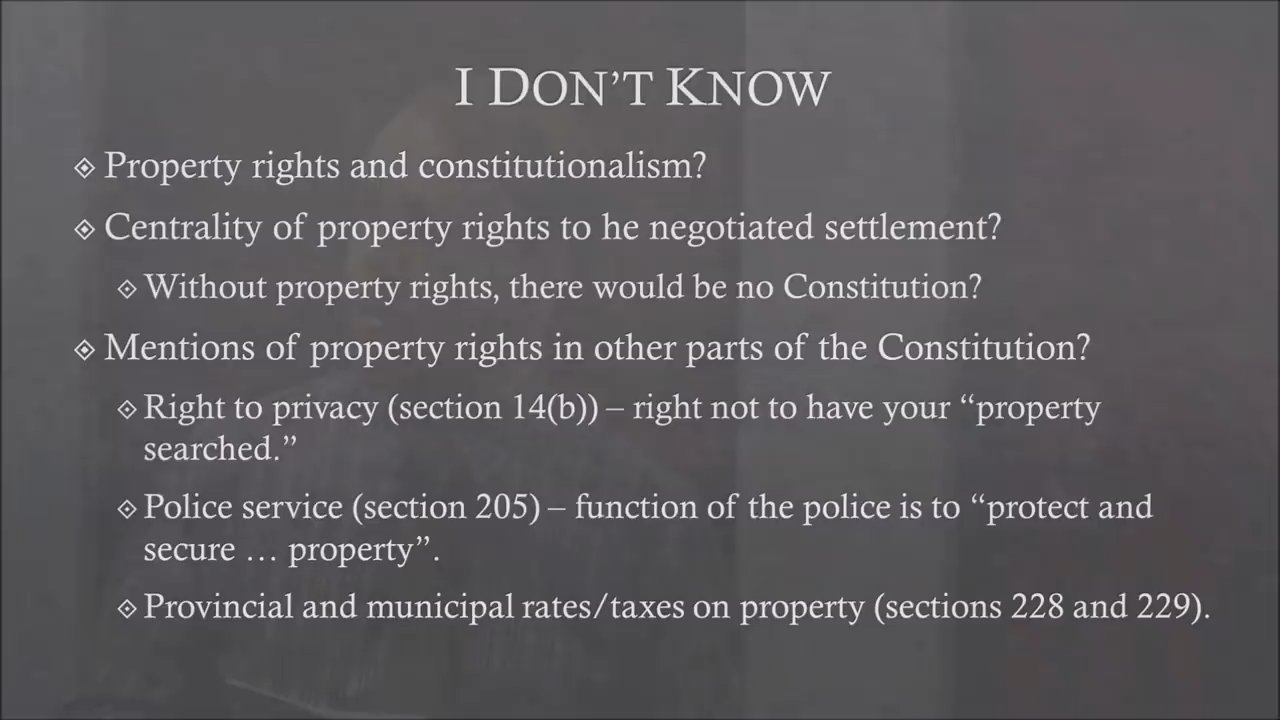 I DON’T KNOW
Property rights and constitutionalism?
Centrality of property rights to he negotiated settlement?
Without property rights, there would be no Constitution?
Mentions of property rights in other parts of the Constitution?
Right to privacy (section 14(b)) – right not to have your “property
searched.”
Police service (section 205) – function of the police is to “protect and
secure … property”.
Provincial and municipal rates/taxes on property (sections 228 and 229).